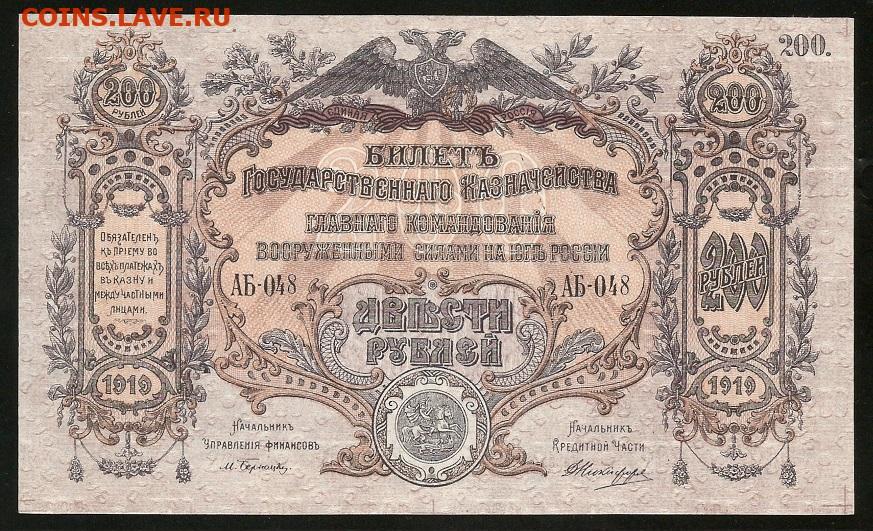 COINS.LAVE.RU
200.
200
РУБЛЕЙ
200
ЕДИНАЯ РОССІЯ
БИЛЕТЪ
ГОСУДАРСТВЕННАГО КАЗНАЧЕЙСТВА
ГЛАВНАГО КОМАНДОВАНІЯ
ВООРУЖЕННЫМИ СИЛАМИ НА ЮГѢ РОССІИ
АБ-048 АБ-048
ОБЯЗАТЕЛЕНЪ
КЪ ПРІЕМУ ВО
ВСѢХЪ ПЛАТЕЖАХЪ
ВЪ КАЗНУ И
МЕЖДУ ЧАСТНЫМИ
ЛИЦАМИ.
200
РУБЛЕЙ
ДВѢСТИ
РУБЛЕЙ
1919 1919
НАЧАЛЬНИКЪ
УПРАВЛЕНІЯ ФИНАНСОВЪ
НАЧАЛЬНИКЪ
КРЕДИТНОЙ ЧАСТИ